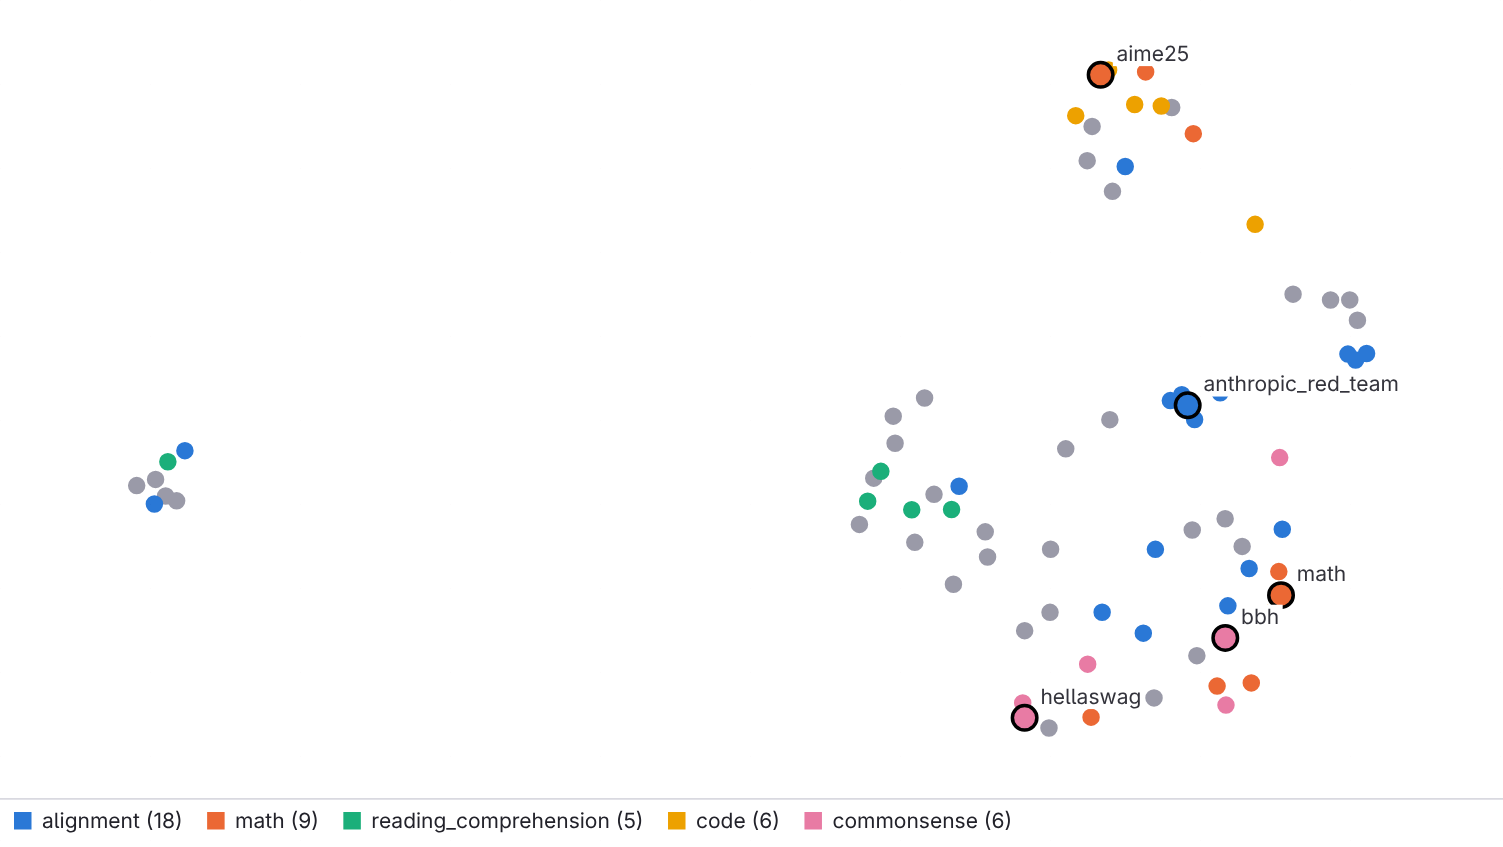 aime25
anthropic_red_team
math
bbh
hellaswag
alignment (18) math (9) reading_comprehension (5) code (6) commonsense (6)